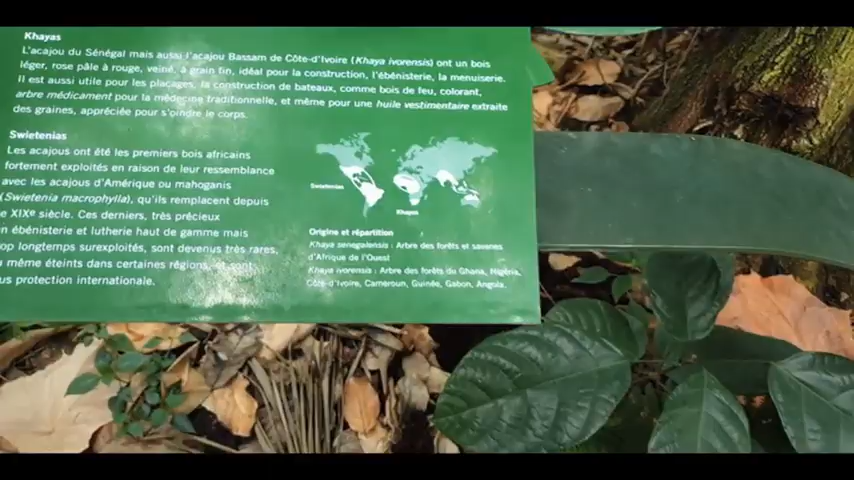 Khayas
L'acajou du Sénégal mais aussi l'acajou Bassam de Côte-d'Ivoire (Khaya ivorensis) ont un bois
léger, rose pâle à rouge, veiné, à grain fin, idéal pour la construction, l'ébénisterie, la menuiserie.
Il est aussi utile pour les placages, la construction de bateaux, comme bois de feu, colorant,
arbre médicament pour la médecine traditionnelle, et même pour une huile vestimentaire extraite
des graines, appréciée pour s'oindre le corps.
Swietenias
Les acajous ont été les premiers bois africains
fortement exploités en raison de leur ressemblance
avec les acajous d'Amérique ou mahoganis
(Swietenia macrophylla), qu'ils remplacent depuis
e XIXe siècle. Ces derniers, très précieux
n ébénisterie et lutherie haut de gamme mais
op longtemps surexploités, sont devenus très rares,
u même éteints dans certaines régions, et sont
us protection internationale.
Swietenias
Khayas
Origine et répartition
Khaya senegalensis : Arbre des forêts et savanes
d'Afrique de l'Ouest
Khaya ivorensis : Arbre des forêts du Ghana, Nigéria,
Côte-d'Ivoire, Cameroun, Guinée, Gabon, Angola.